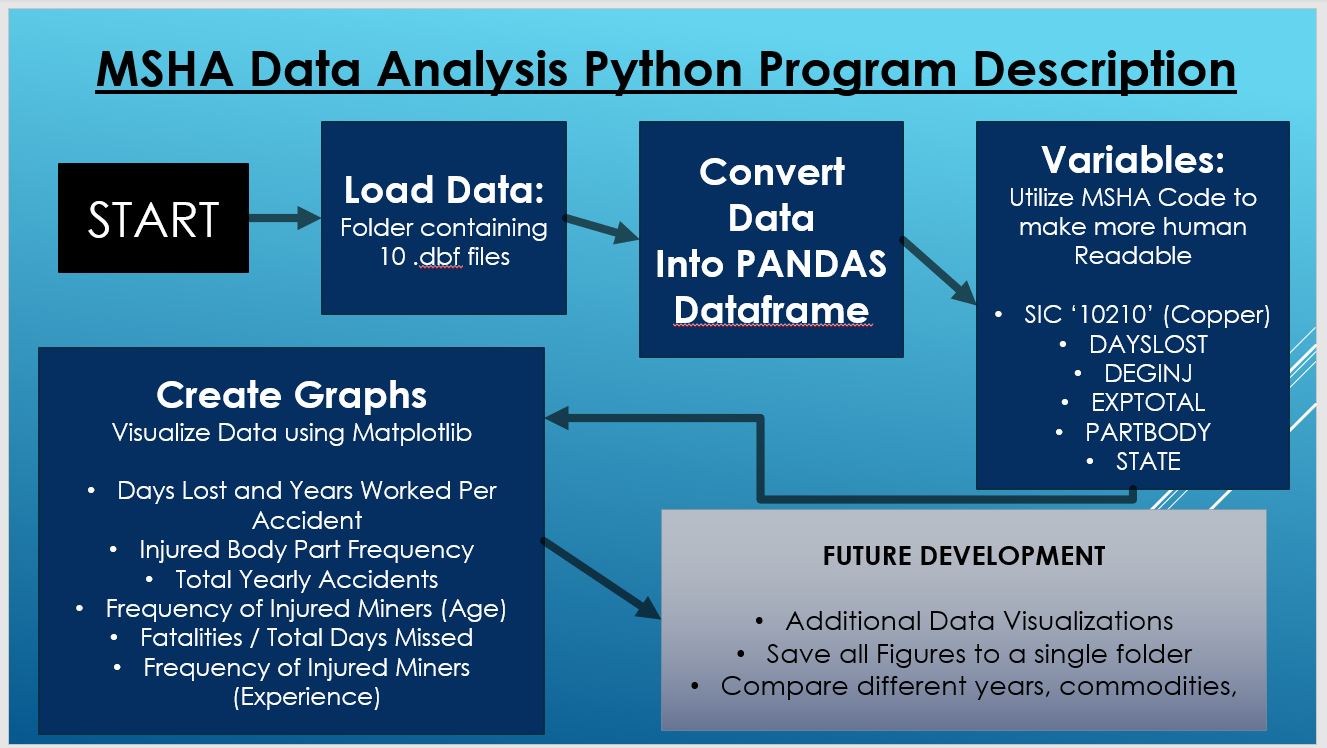 MSHA Data Analysis Python Program Description
START
Load Data:
Folder containing
10 .dbf files
Convert
Data
Into PANDAS
Dataframe
Variables:
Utilize MSHA Code to
make more human
Readable
• SIC ‘10210’ (Copper)
• DAYSLOST
• DEGINJ
• EXPTOTAL
• PARTBODY
• STATE
Create Graphs
Visualize Data using Matplotlib
• Days Lost and Years Worked Per
Accident
• Injured Body Part Frequency
• Total Yearly Accidents
• Frequency of Injured Miners (Age)
• Fatalities / Total Days Missed
• Frequency of Injured Miners
(Experience)
FUTURE DEVELOPMENT
• Additional Data Visualizations
• Save all Figures to a single folder
• Compare different years, commodities,